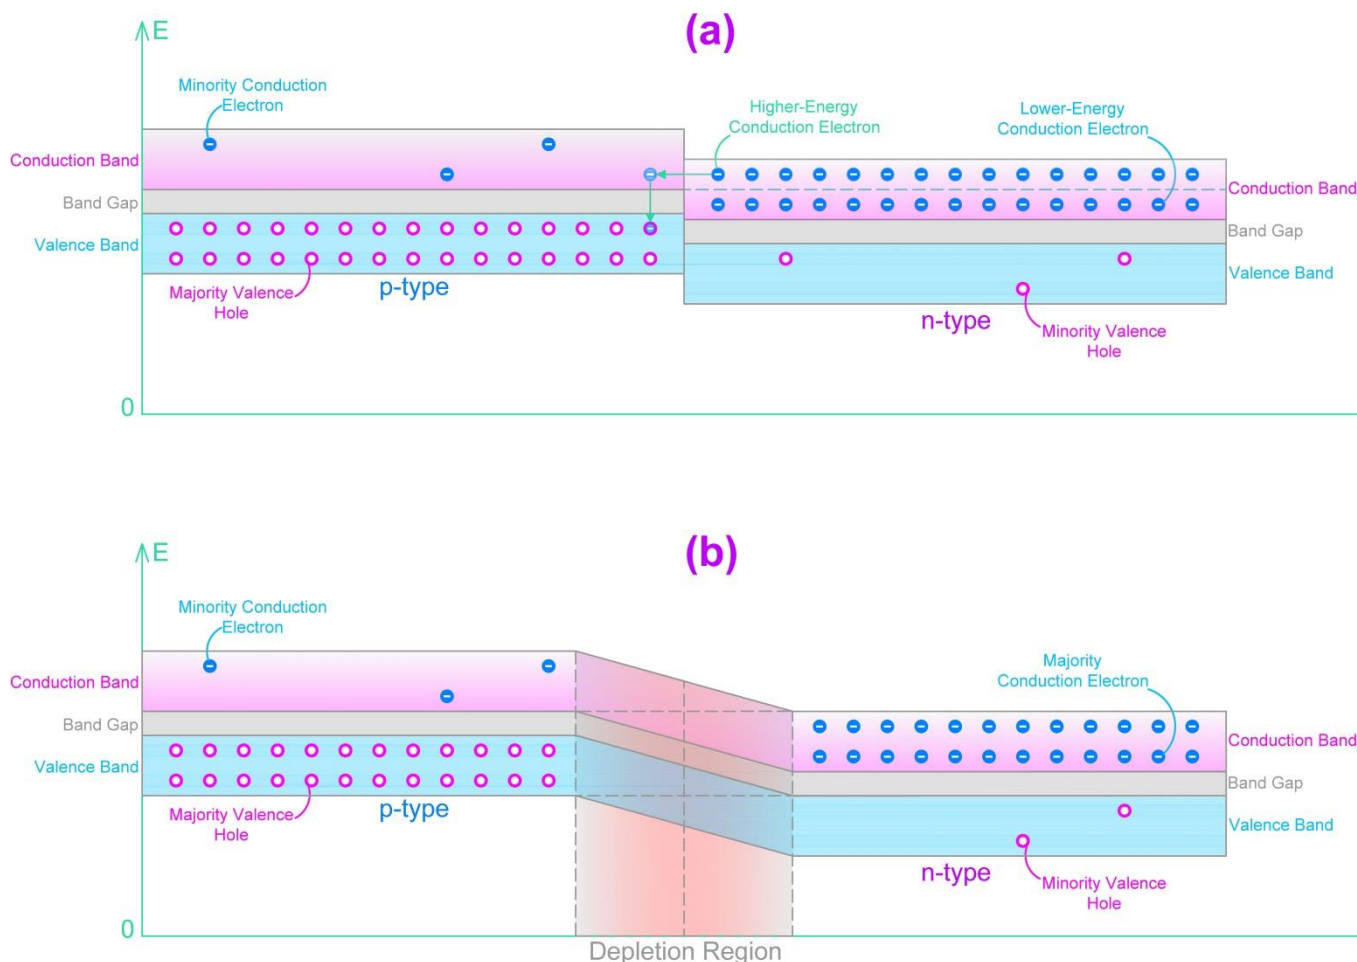 (a)
E
Minority Conduction
Electron
Higher-Energy
Conduction Electron
Lower-Energy
Conduction Electron
Conduction Band
Band Gap
Valence Band
Conduction Band
Band Gap
Valence Band
Majority Valence
Hole
p-type
n-type
Minority Valence
Hole
0
(b)
E
Minority Conduction
Electron
Majority
Conduction Electron
Conduction Band
Band Gap
Valence Band
Conduction Band
Band Gap
Valence Band
Majority Valence
Hole
p-type
n-type
Minority Valence
Hole
0
Depletion Region